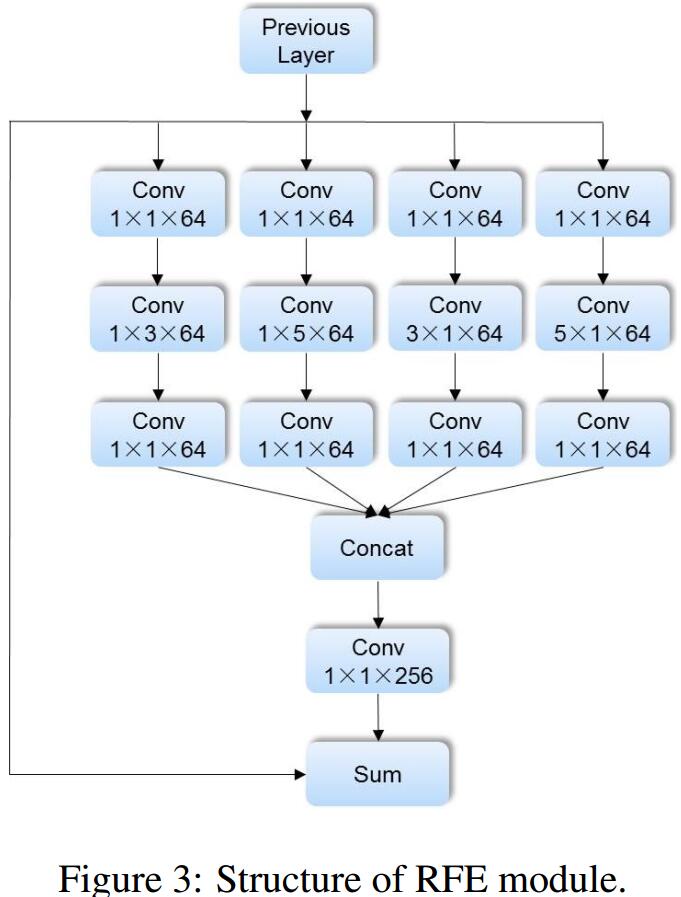 Previous
Layer
Conv
1×1×64
Conv
1×1×64
Conv
1×1×64
Conv
1×1×64
Conv
1×3×64
Conv
1×5×64
Conv
3×1×64
Conv
5×1×64
Conv
1×1×64
Conv
1×1×64
Conv
1×1×64
Conv
1×1×64
Concat
Conv
1×1×256
Sum
Figure 3: Structure of RFE module.